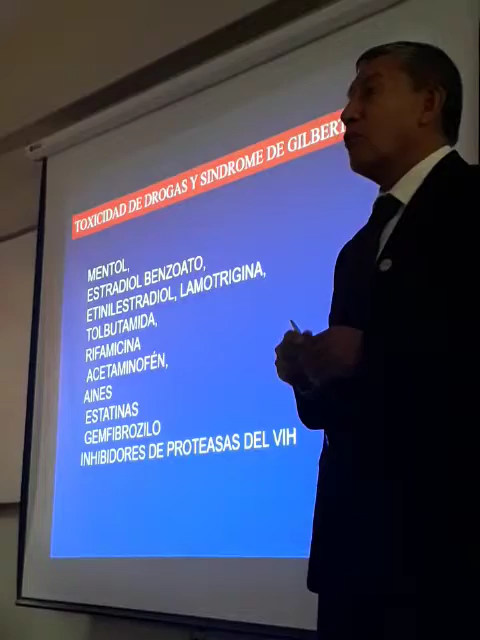 TOXICIDAD DE DROGAS Y SINDROME DE GILBERT
MENTOL,
ESTRADIOL BENZOATO,
ETINILESTRADIOL, LAMOTRIGINA,
TOLBUTAMIDA,
RIFAMICINA
ACETAMINOFÉN,
AINES
ESTATINAS
GEMFIBROZILO
INHIBIDORES DE PROTEASAS DEL VIH